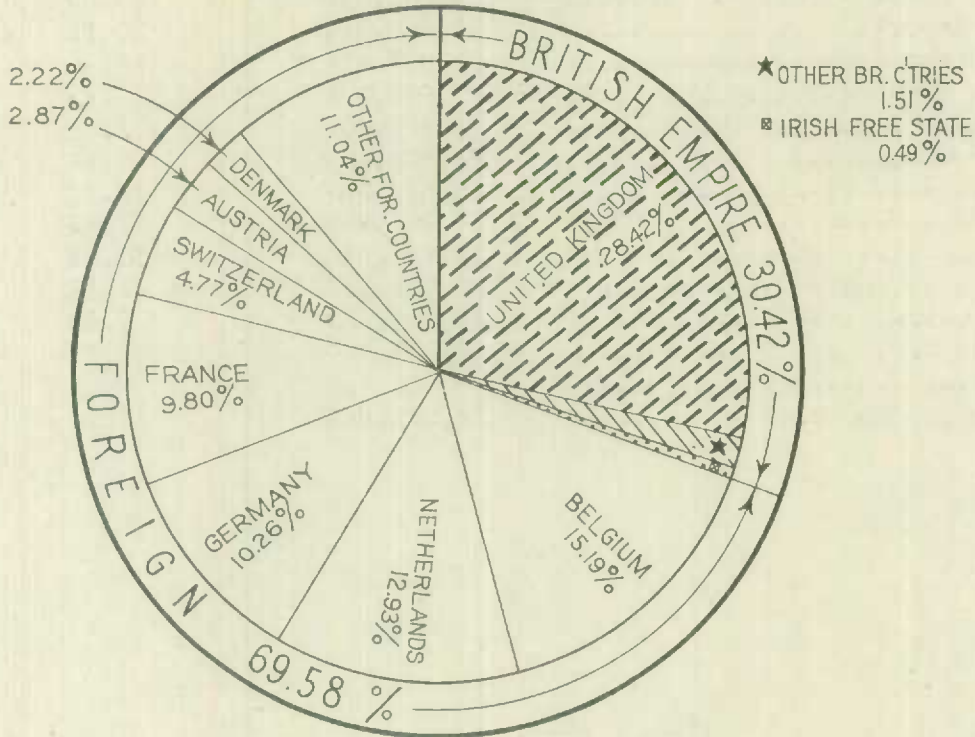 BRITISH EMPIRE 30.42%
★ OTHER BR. C'TRIES
1.51%
IRISH FREE STATE
0.49%
UNITED KINGDOM
28.42%
BELGIUM
15.19%
NETHERLANDS
12.93%
GERMANY
10.26%
FRANCE
9.80%
SWITZERLAND
4.77%
AUSTRIA
2.87%
DENMARK
2.22%
OTHER FOR. COUNTRIES
11.04%
FOREIGN 69.58 %